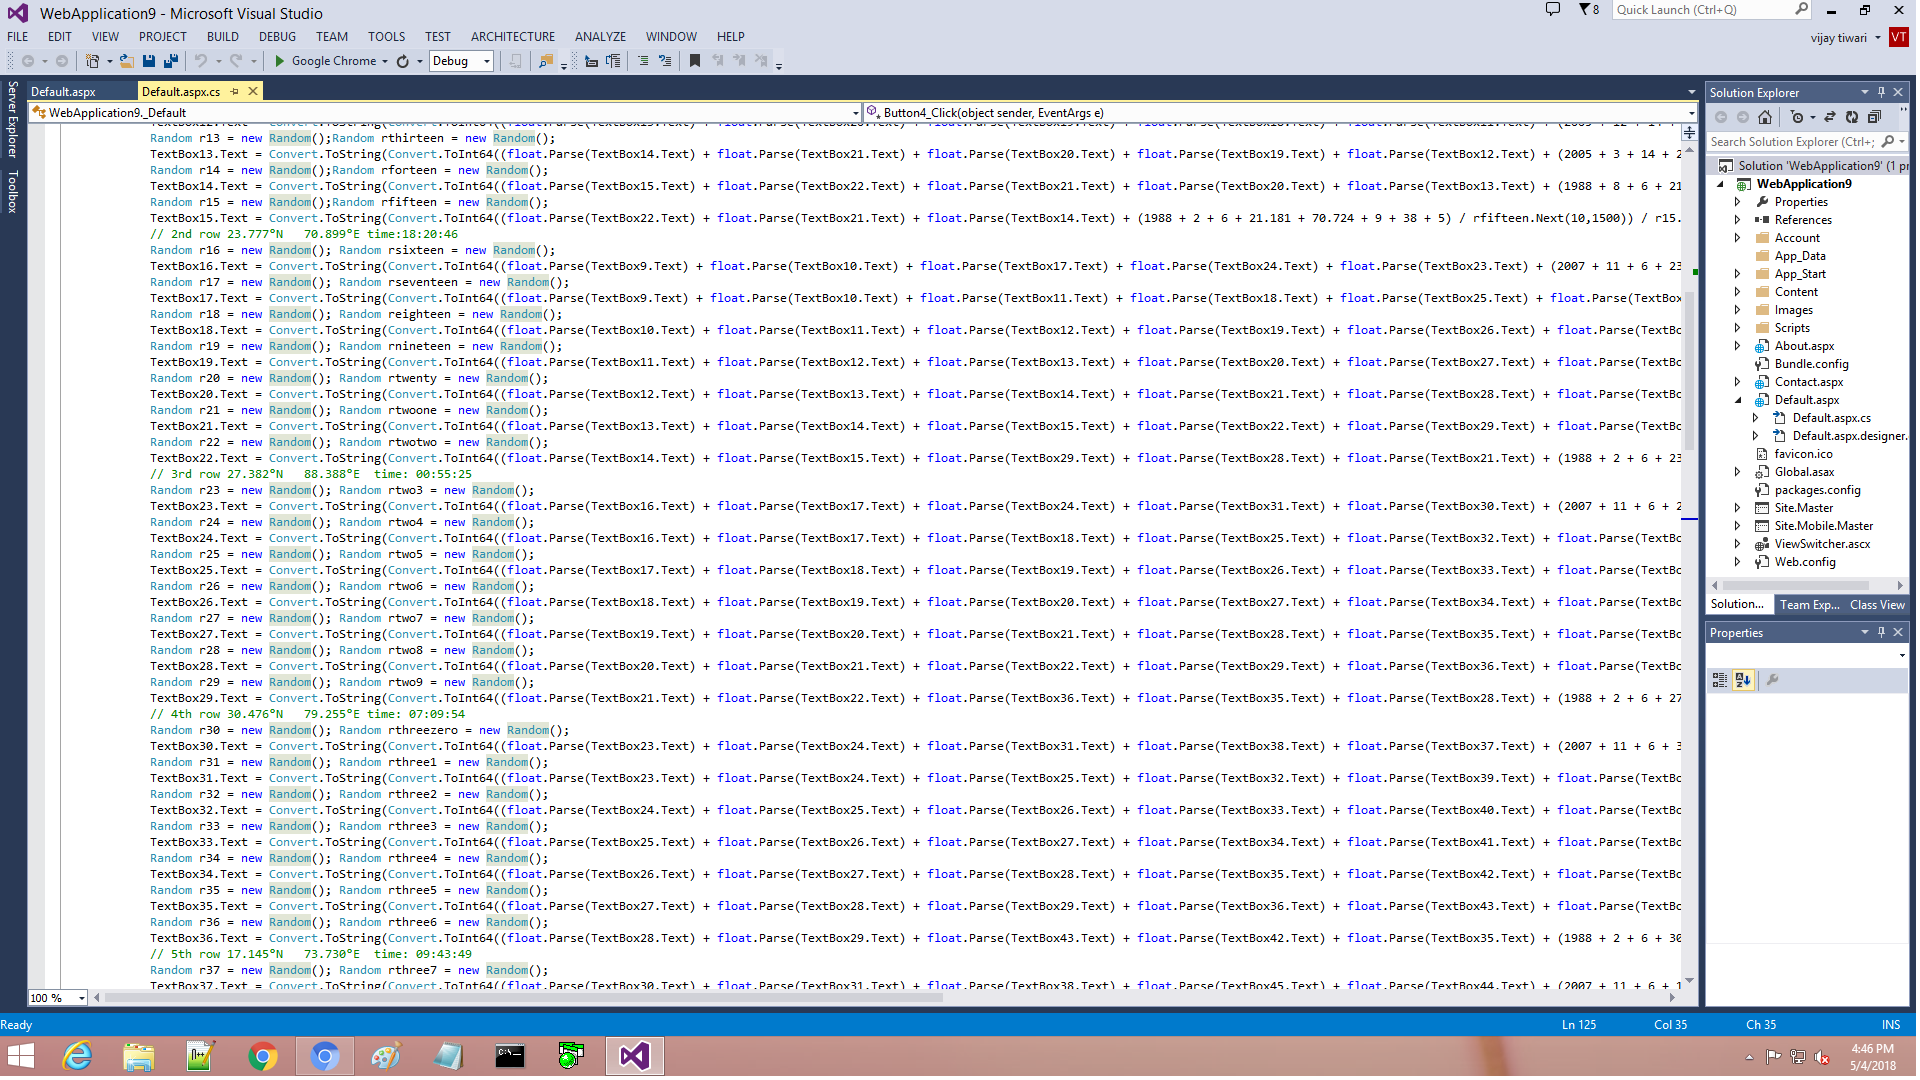 WebApplication9 - Microsoft Visual Studio
8
Quick Launch (Ctrl+Q)
FILE EDIT VIEW PROJECT BUILD DEBUG TEAM TOOLS TEST ARCHITECTURE ANALYZE WINDOW HELP
vijay tiwari VT
Google Chrome Debug
Server Explorer
Toolbox
Default.aspx Default.aspx.cs
WebApplication9._Default Button4_Click(object sender, EventArgs e)
Random r13 = new Random();Random rthirteen = new Random();
TextBox13.Text = Convert.ToString(Convert.ToInt64((float.Parse(TextBox14.Text) + float.Parse(TextBox21.Text) + float.Parse(TextBox20.Text) + float.Parse(TextBox19.Text) + float.Parse(TextBox12.Text) + (2005 + 3 + 14 + 2
Random r14 = new Random();Random rforteen = new Random();
TextBox14.Text = Convert.ToString(Convert.ToInt64((float.Parse(TextBox15.Text) + float.Parse(TextBox22.Text) + float.Parse(TextBox21.Text) + float.Parse(TextBox20.Text) + float.Parse(TextBox13.Text) + (1988 + 8 + 6 + 21
Random r15 = new Random();Random rfifteen = new Random();
TextBox15.Text = Convert.ToString(Convert.ToInt64((float.Parse(TextBox22.Text) + float.Parse(TextBox21.Text) + float.Parse(TextBox14.Text) + (1988 + 2 + 6 + 21.181 + 70.724 + 9 + 38 + 5) / rfifteen.Next(10,1500)) / r15.
// 2nd row 23.777°N 70.899°E time:18:20:46
Random r16 = new Random(); Random rsixteen = new Random();
TextBox16.Text = Convert.ToString(Convert.ToInt64((float.Parse(TextBox9.Text) + float.Parse(TextBox10.Text) + float.Parse(TextBox17.Text) + float.Parse(TextBox24.Text) + float.Parse(TextBox23.Text) + (2007 + 11 + 6 + 23
Random r17 = new Random(); Random rseventeen = new Random();
TextBox17.Text = Convert.ToString(Convert.ToInt64((float.Parse(TextBox9.Text) + float.Parse(TextBox10.Text) + float.Parse(TextBox11.Text) + float.Parse(TextBox18.Text) + float.Parse(TextBox25.Text) + float.Parse(TextBox
Random r18 = new Random(); Random reighteen = new Random();
TextBox18.Text = Convert.ToString(Convert.ToInt64((float.Parse(TextBox10.Text) + float.Parse(TextBox11.Text) + float.Parse(TextBox12.Text) + float.Parse(TextBox19.Text) + float.Parse(TextBox26.Text) + float.Parse(TextBo
Random r19 = new Random(); Random rnineteen = new Random();
TextBox19.Text = Convert.ToString(Convert.ToInt64((float.Parse(TextBox11.Text) + float.Parse(TextBox12.Text) + float.Parse(TextBox13.Text) + float.Parse(TextBox20.Text) + float.Parse(TextBox27.Text) + float.Parse(TextBo
Random r20 = new Random(); Random rtwenty = new Random();
TextBox20.Text = Convert.ToString(Convert.ToInt64((float.Parse(TextBox12.Text) + float.Parse(TextBox13.Text) + float.Parse(TextBox14.Text) + float.Parse(TextBox21.Text) + float.Parse(TextBox28.Text) + float.Parse(TextBo
Random r21 = new Random(); Random rtwoone = new Random();
TextBox21.Text = Convert.ToString(Convert.ToInt64((float.Parse(TextBox13.Text) + float.Parse(TextBox14.Text) + float.Parse(TextBox15.Text) + float.Parse(TextBox22.Text) + float.Parse(TextBox29.Text) + float.Parse(TextBo
Random r22 = new Random(); Random rtwotwo = new Random();
TextBox22.Text = Convert.ToString(Convert.ToInt64((float.Parse(TextBox14.Text) + float.Parse(TextBox15.Text) + float.Parse(TextBox29.Text) + float.Parse(TextBox28.Text) + float.Parse(TextBox21.Text) + (1988 + 2 + 6 + 23
// 3rd row 27.382°N 88.388°E time: 00:55:25
Random r23 = new Random(); Random rtwo3 = new Random();
TextBox23.Text = Convert.ToString(Convert.ToInt64((float.Parse(TextBox16.Text) + float.Parse(TextBox17.Text) + float.Parse(TextBox24.Text) + float.Parse(TextBox31.Text) + float.Parse(TextBox30.Text) + (2007 + 11 + 6 + 2
Random r24 = new Random(); Random rtwo4 = new Random();
TextBox24.Text = Convert.ToString(Convert.ToInt64((float.Parse(TextBox16.Text) + float.Parse(TextBox17.Text) + float.Parse(TextBox18.Text) + float.Parse(TextBox25.Text) + float.Parse(TextBox32.Text) + float.Parse(TextBo
Random r25 = new Random(); Random rtwo5 = new Random();
TextBox25.Text = Convert.ToString(Convert.ToInt64((float.Parse(TextBox17.Text) + float.Parse(TextBox18.Text) + float.Parse(TextBox19.Text) + float.Parse(TextBox26.Text) + float.Parse(TextBox33.Text) + float.Parse(TextBo
Random r26 = new Random(); Random rtwo6 = new Random();
TextBox26.Text = Convert.ToString(Convert.ToInt64((float.Parse(TextBox18.Text) + float.Parse(TextBox19.Text) + float.Parse(TextBox20.Text) + float.Parse(TextBox27.Text) + float.Parse(TextBox34.Text) + float.Parse(TextBo
Random r27 = new Random(); Random rtwo7 = new Random();
TextBox27.Text = Convert.ToString(Convert.ToInt64((float.Parse(TextBox19.Text) + float.Parse(TextBox20.Text) + float.Parse(TextBox21.Text) + float.Parse(TextBox28.Text) + float.Parse(TextBox35.Text) + float.Parse(TextBo
Random r28 = new Random(); Random rtwo8 = new Random();
TextBox28.Text = Convert.ToString(Convert.ToInt64((float.Parse(TextBox20.Text) + float.Parse(TextBox21.Text) + float.Parse(TextBox22.Text) + float.Parse(TextBox29.Text) + float.Parse(TextBox36.Text) + float.Parse(TextBo
Random r29 = new Random(); Random rtwo9 = new Random();
TextBox29.Text = Convert.ToString(Convert.ToInt64((float.Parse(TextBox21.Text) + float.Parse(TextBox22.Text) + float.Parse(TextBox36.Text) + float.Parse(TextBox35.Text) + float.Parse(TextBox28.Text) + (1988 + 2 + 6 + 27
// 4th row 30.476°N 79.255°E time: 07:09:54
Random r30 = new Random(); Random rthreezero = new Random();
TextBox30.Text = Convert.ToString(Convert.ToInt64((float.Parse(TextBox23.Text) + float.Parse(TextBox24.Text) + float.Parse(TextBox31.Text) + float.Parse(TextBox38.Text) + float.Parse(TextBox37.Text) + (2007 + 11 + 6 + 3
Random r31 = new Random(); Random rthree1 = new Random();
TextBox31.Text = Convert.ToString(Convert.ToInt64((float.Parse(TextBox23.Text) + float.Parse(TextBox24.Text) + float.Parse(TextBox25.Text) + float.Parse(TextBox32.Text) + float.Parse(TextBox39.Text) + float.Parse(TextBo
Random r32 = new Random(); Random rthree2 = new Random();
TextBox32.Text = Convert.ToString(Convert.ToInt64((float.Parse(TextBox24.Text) + float.Parse(TextBox25.Text) + float.Parse(TextBox26.Text) + float.Parse(TextBox33.Text) + float.Parse(TextBox40.Text) + float.Parse(TextBo
Random r33 = new Random(); Random rthree3 = new Random();
TextBox33.Text = Convert.ToString(Convert.ToInt64((float.Parse(TextBox25.Text) + float.Parse(TextBox26.Text) + float.Parse(TextBox27.Text) + float.Parse(TextBox34.Text) + float.Parse(TextBox41.Text) + float.Parse(TextBo
Random r34 = new Random(); Random rthree4 = new Random();
TextBox34.Text = Convert.ToString(Convert.ToInt64((float.Parse(TextBox26.Text) + float.Parse(TextBox27.Text) + float.Parse(TextBox28.Text) + float.Parse(TextBox35.Text) + float.Parse(TextBox42.Text) + float.Parse(TextBo
Random r35 = new Random(); Random rthree5 = new Random();
TextBox35.Text = Convert.ToString(Convert.ToInt64((float.Parse(TextBox27.Text) + float.Parse(TextBox28.Text) + float.Parse(TextBox29.Text) + float.Parse(TextBox36.Text) + float.Parse(TextBox43.Text) + float.Parse(TextBo
Random r36 = new Random(); Random rthree6 = new Random();
TextBox36.Text = Convert.ToString(Convert.ToInt64((float.Parse(TextBox28.Text) + float.Parse(TextBox29.Text) + float.Parse(TextBox43.Text) + float.Parse(TextBox42.Text) + float.Parse(TextBox35.Text) + (1988 + 2 + 6 + 30
// 5th row 17.145°N 73.730°E time: 09:43:49
Random r37 = new Random(); Random rthree7 = new Random();
TextBox37.Text = Convert.ToString(Convert.ToInt64((float.Parse(TextBox30.Text) + float.Parse(TextBox31.Text) + float.Parse(TextBox38.Text) + float.Parse(TextBox45.Text) + float.Parse(TextBox44.Text) + (2007 + 11 + 6 + 1
100 %
Solution Explorer
Search Solution Explorer (Ctrl+;
Solution 'WebApplication9' (1 pr
WebApplication9
Properties
References
Account
App_Data
App_Start
Content
Images
Scripts
About.aspx
Bundle.config
Contact.aspx
Default.aspx
Default.aspx.cs
Default.aspx.designer.
favicon.ico
Global.asax
packages.config
Site.Master
Site.Mobile.Master
ViewSwitcher.ascx
Web.config
Solution... Team Exp... Class View
Properties
Ready Ln 125 Col 35 Ch 35 INS
4:46 PM
5/4/2018